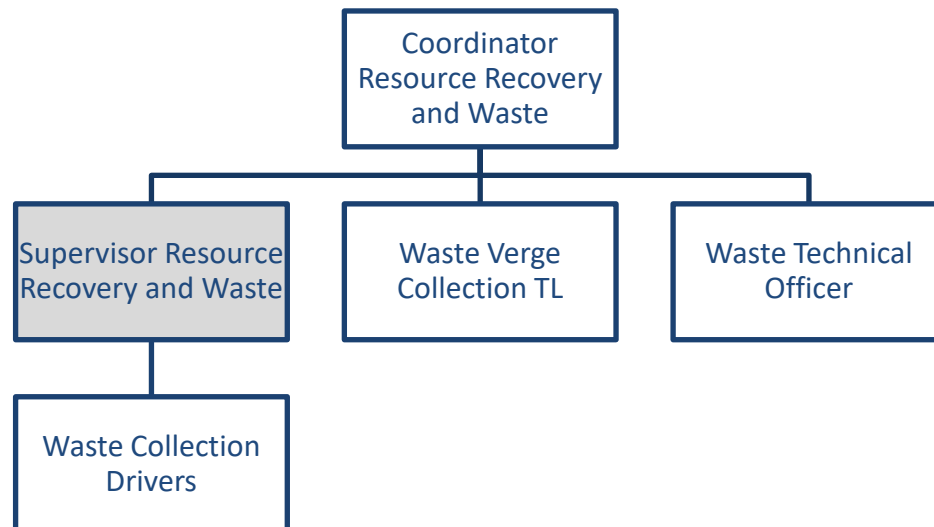 Coordinator
Resource Recovery
and Waste
Supervisor Resource
Recovery and Waste
Waste Verge
Collection TL
Waste Technical
Officer
Waste Collection
Drivers